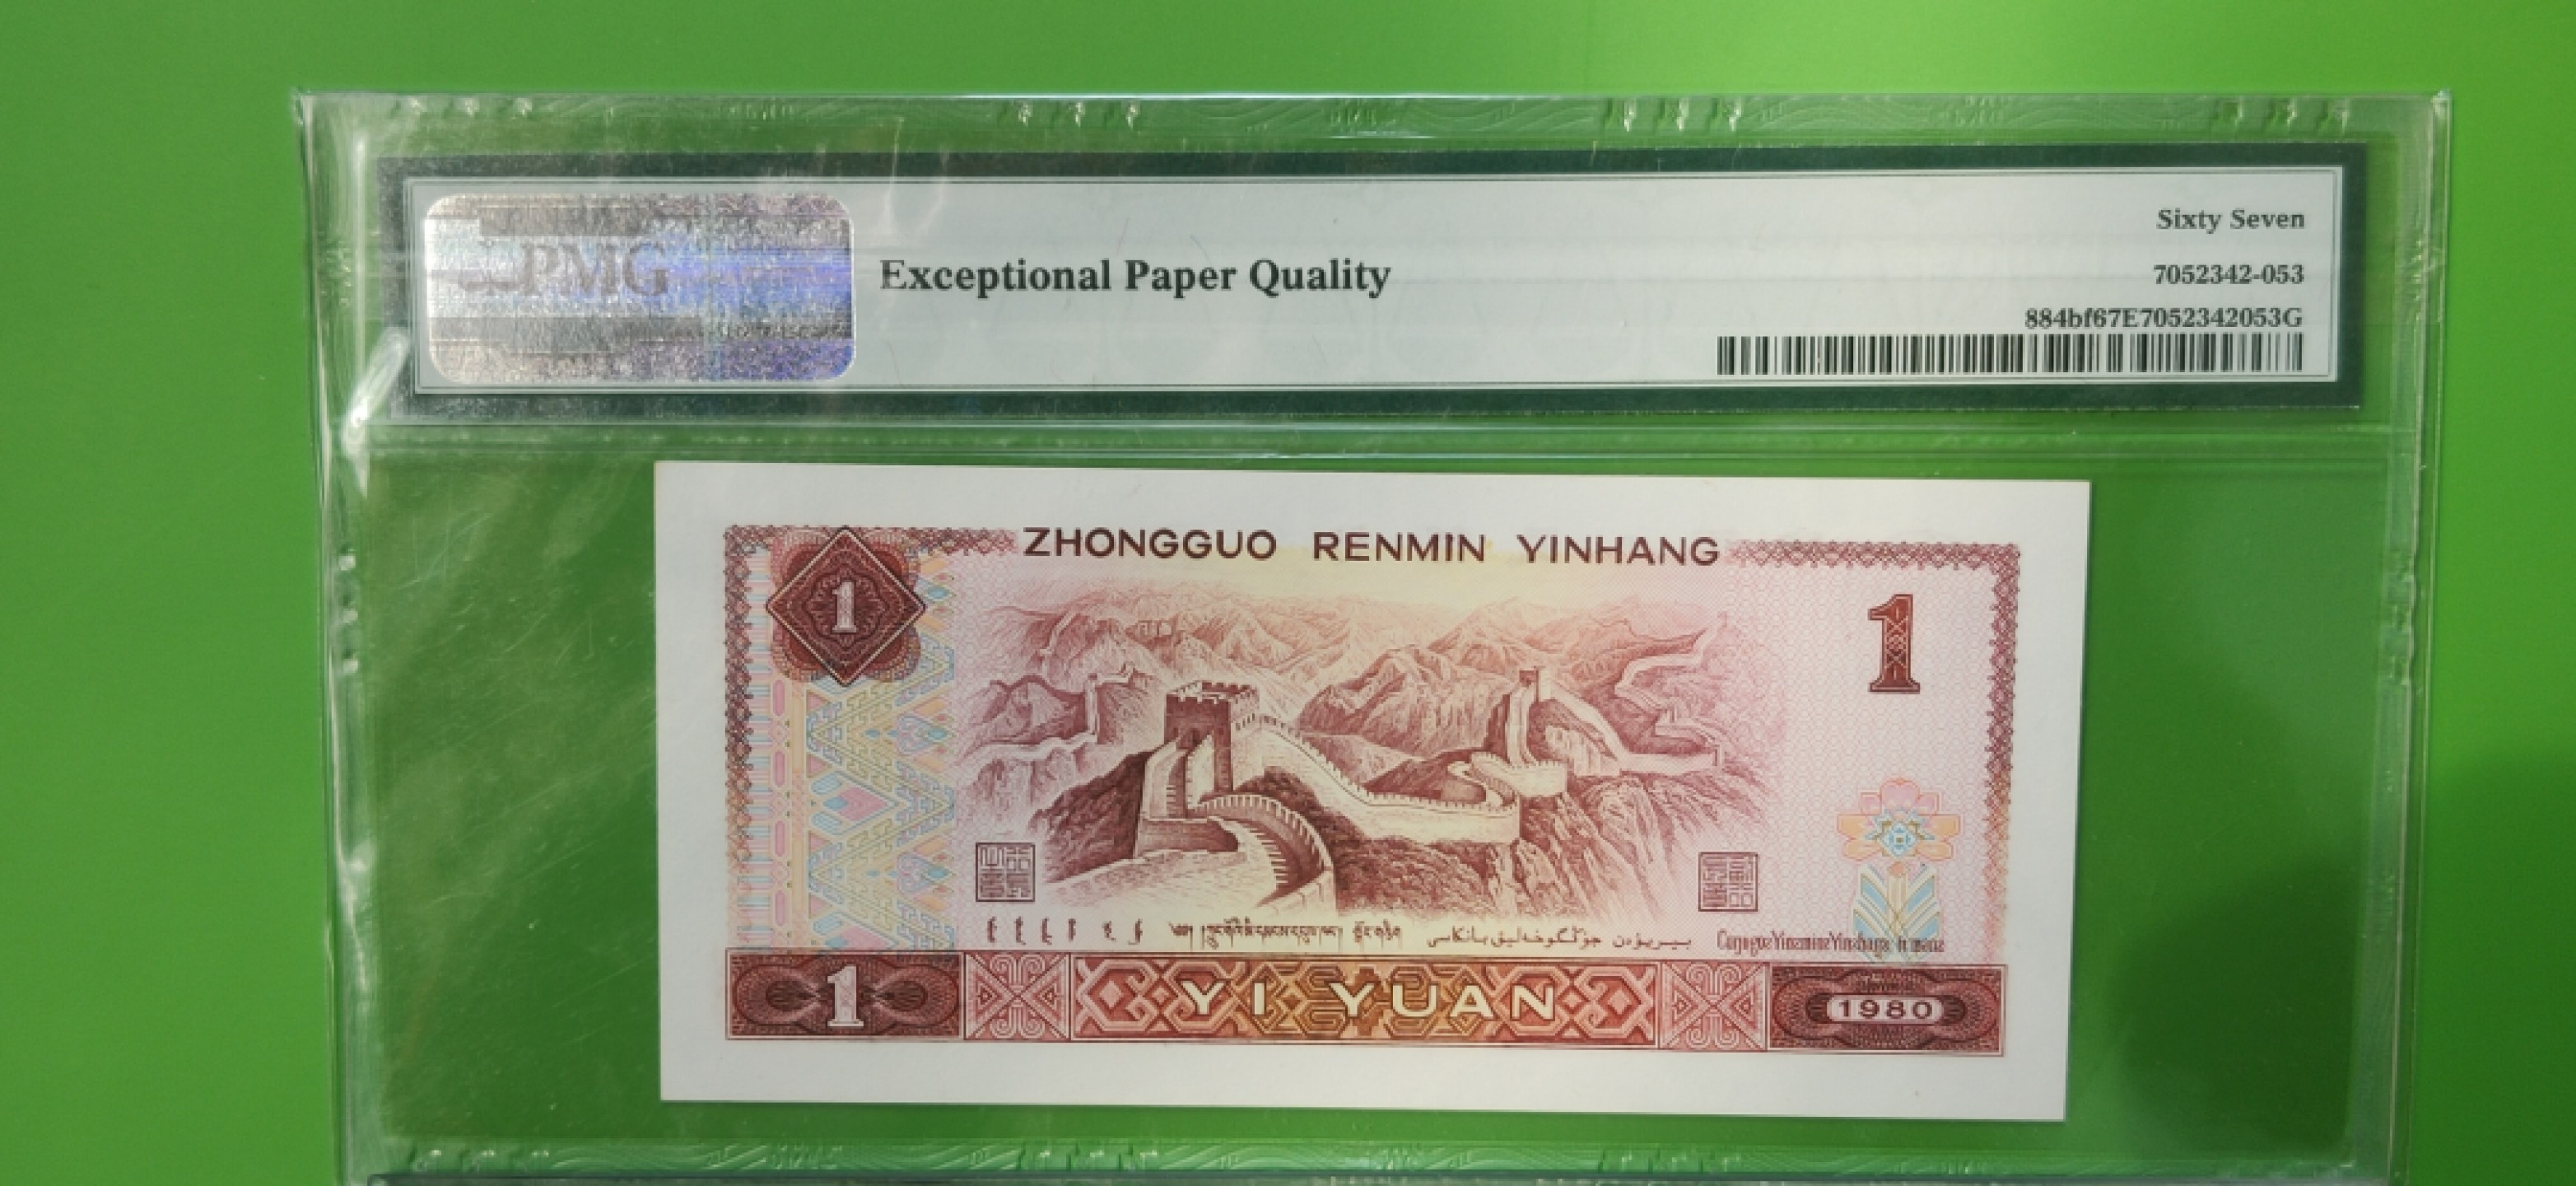 PMG
Sixty Seven
Exceptional Paper Quality
7052342-053
884bf67E7052342053G
ZHONGGUO RENMIN YINHANG
1
1
1
YI YUAN
1980